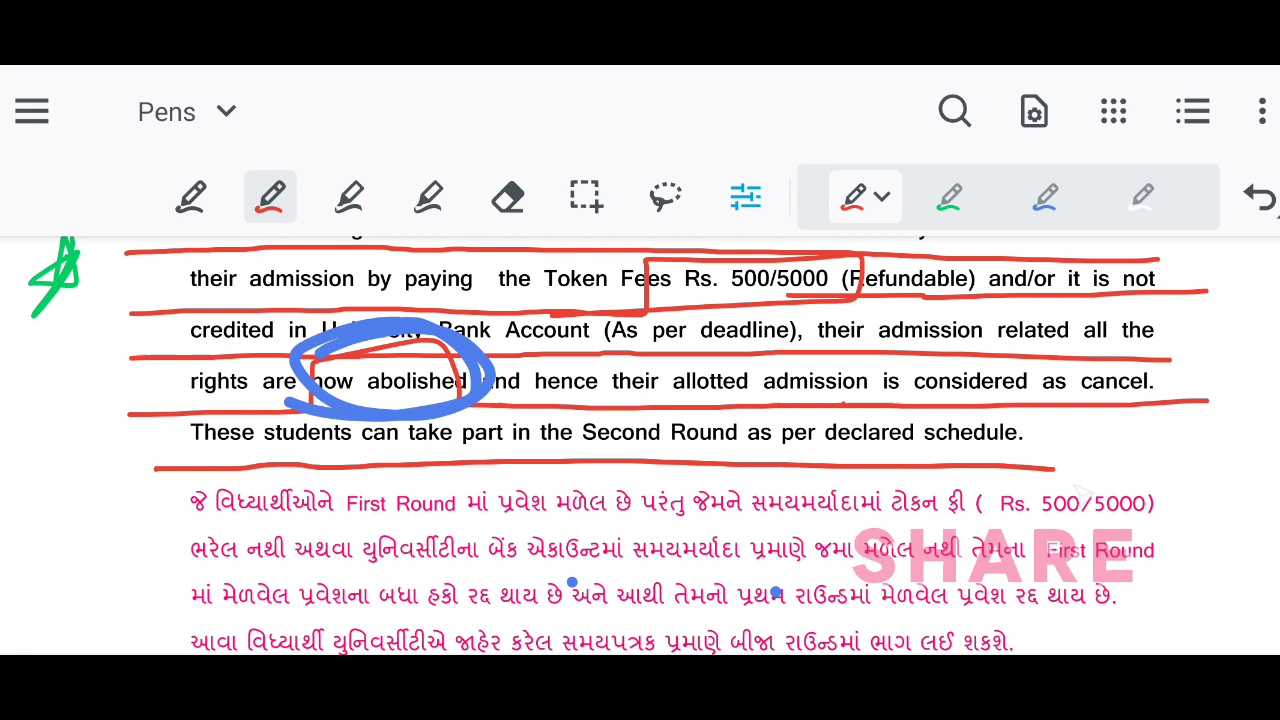 Pens
their admission by paying the Token Fees Rs. 500/5000 (Refundable) and/or it is not
credited in University Bank Account (As per deadline), their admission related all the
rights are now abolished and hence their allotted admission is considered as cancel.
These students can take part in the Second Round as per declared schedule.
જે વિધ્યાર્થીઓને First Round માં પ્રવેશ મળેલ છે પરંતુ જેમને સમયમર્યાદામાં ટોકન ફી ( Rs. 500/5000)
ભરેલ નથી અથવા યુનિવર્સીટીના બેંક એકાઉન્ટમાં સમયમર્યાદા પ્રમાણે જમા મળેલ નથી તેમના First Round
માં મેળવેલ પ્રવેશના બધા હકો રદ્દ થાય છે અને આથી તેમનો પ્રથમ રાઉન્ડમાં મેળવેલ પ્રવેશ રદ્દ થાય છે.
આવા વિધ્યાર્થી યુનિવર્સીટીએ જાહેર કરેલ સમયપત્રક પ્રમાણે બીજા રાઉન્ડમાં ભાગ લઈ શકશે.
SHARE